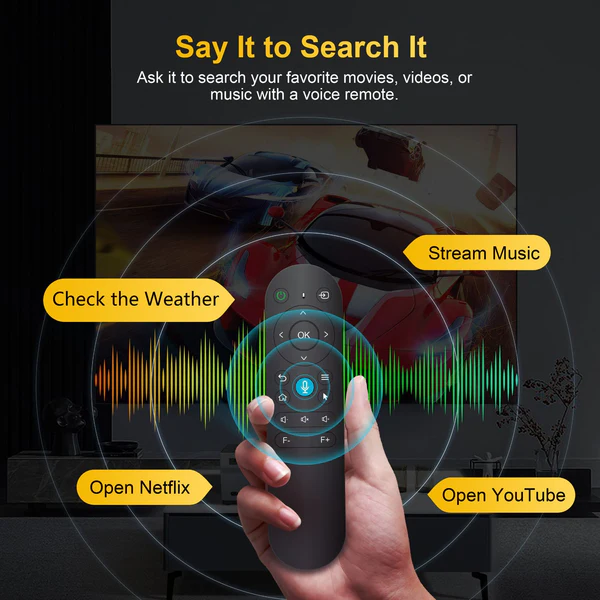 Say It to Search It
Ask it to search your favorite movies, videos, or
music with a voice remote.
Stream Music
Check the Weather
OK
F-
F+
Open Netflix
Open YouTube